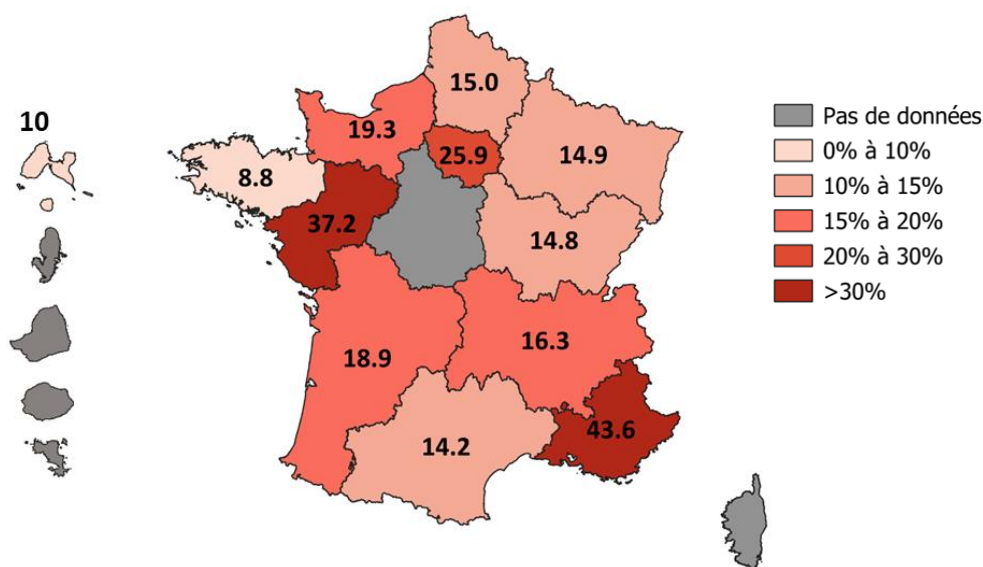 15.0
10
19.3
25.9
14.9
8.8
37.2
14.8
18.9
16.3
14.2
43.6
Pas de données
0% à 10%
10% à 15%
15% à 20%
20% à 30%
>30%